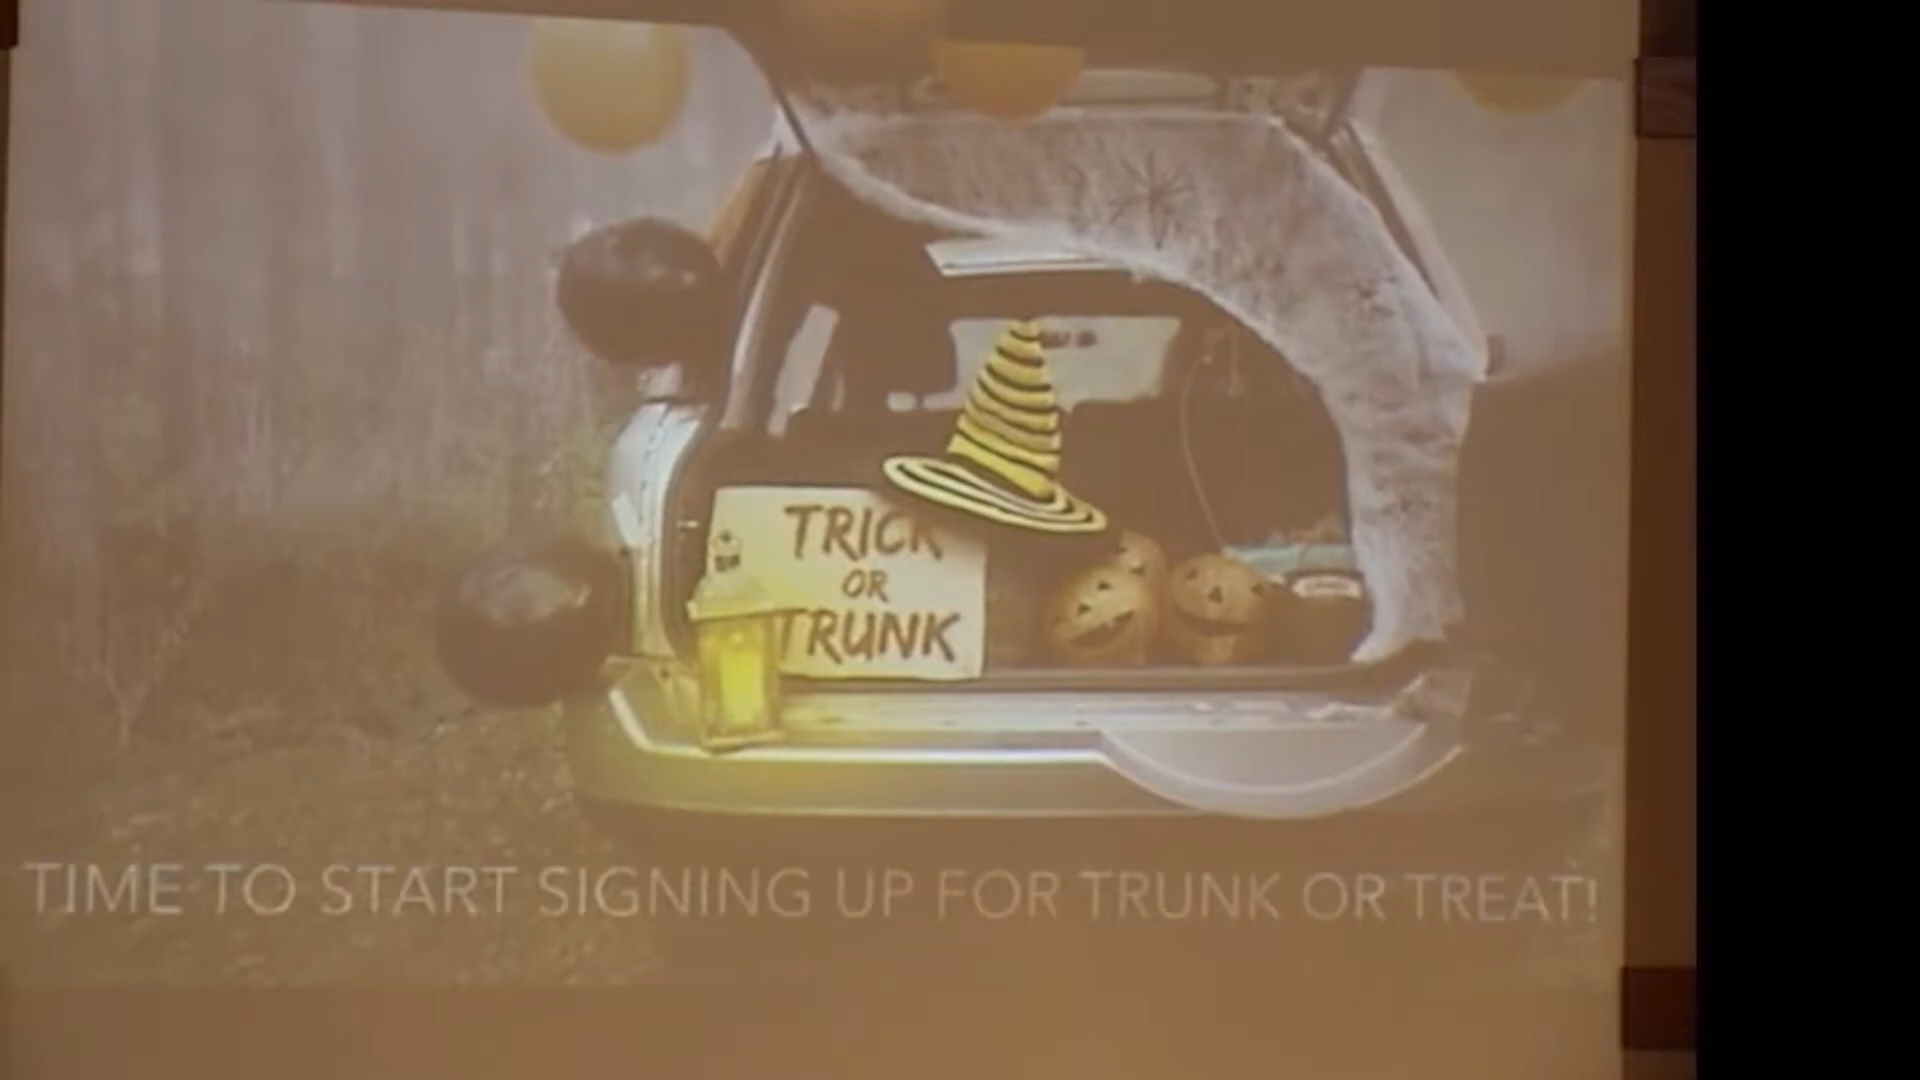 TRICK
OR
TRUNK
TIME TO START SIGNING UP FOR TRUNK OR TREAT!